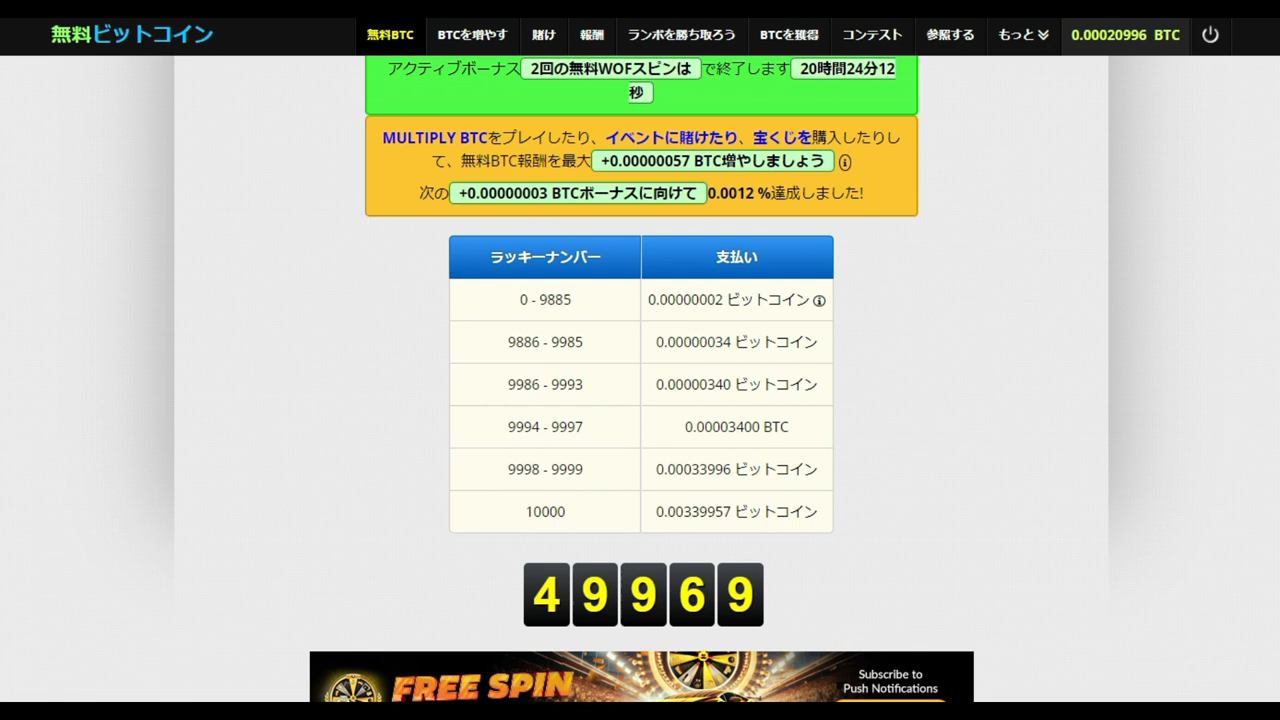 無料ビットコイン 無料BTC BTCを増やす 賭け 報酬 ランボを勝ち取ろう BTCを獲得 コンテスト 参照する もっと 0.00020996 BTC
アクティブボーナス 2回の無料WOFスピンは で終了します 20時間24分12
秒
MULTIPLY BTCをプレイしたり、イベントに賭けたり、宝くじを購入したりし
て、無料BTC報酬を最大 +0.00000057 BTC増やしましょう
次の +0.00000003 BTCボーナスに向けて 0.0012 %達成しました!
ラッキーナンバー 支払い
0 - 9885 0.00000002 ビットコイン
9886 - 9985 0.00000034 ビットコイン
9986 - 9993 0.00000340 ビットコイン
9994 - 9997 0.00003400 BTC
9998 - 9999 0.00033996 ビットコイン
10000 0.00339957 ビットコイン
4 9 9 6 9
FREE SPIN
Subscribe to
Push Notifications